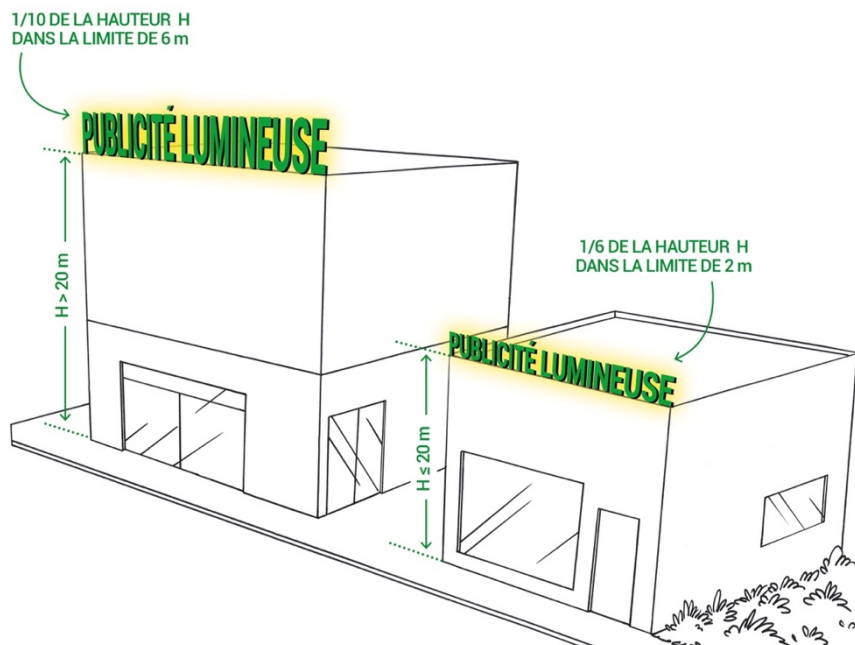 1/10 DE LA HAUTEUR H
DANS LA LIMITE DE 6 m
PUBLICITÉ LUMINEUSE
H > 20 m
1/6 DE LA HAUTEUR H
DANS LA LIMITE DE 2 m
PUBLICITÉ LUMINEUSE
H ≤ 20 m